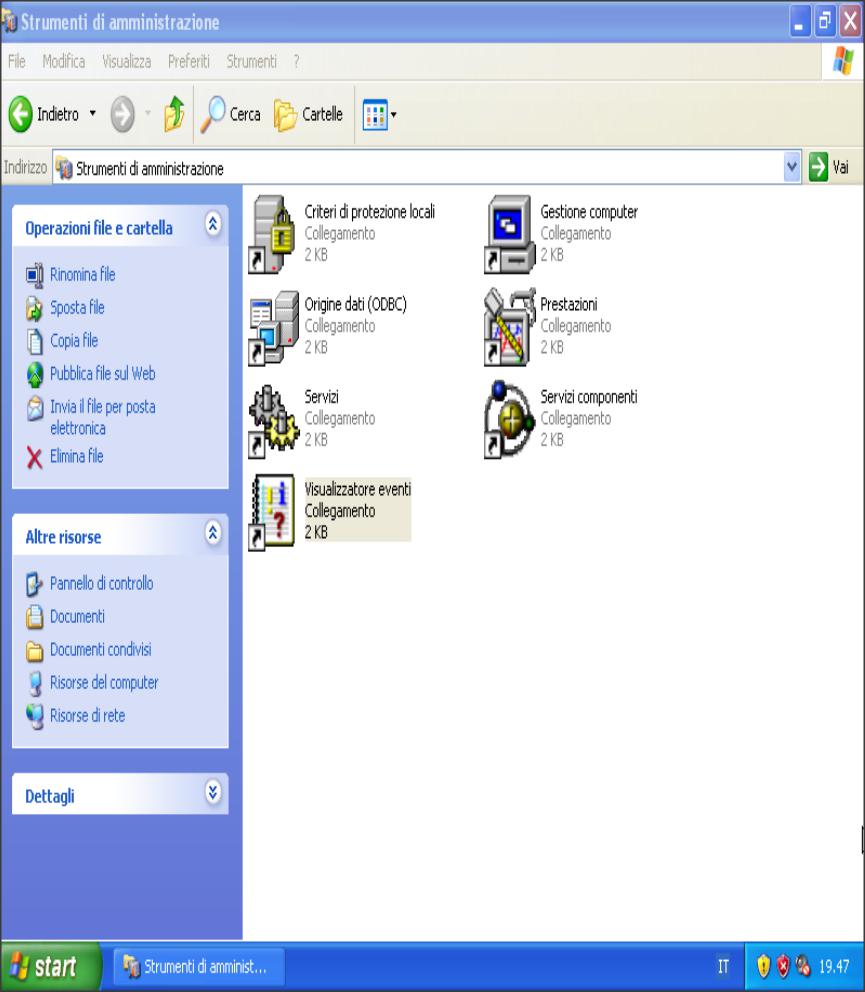 Strumenti di amministrazione
File Modifica Visualizza Preferiti Strumenti ?
Indietro Cerca Cartelle
Indirizzo Strumenti di amministrazione Vai
Operazioni file e cartella
Rinomina file
Sposta file
Copia file
Pubblica file sul Web
Invia il file per posta
elettronica
Elimina file
Altre risorse
Pannello di controllo
Documenti
Documenti condivisi
Risorse del computer
Risorse di rete
Dettagli
Criteri di protezione locali
Collegamento
2 KB
Gestione computer
Collegamento
2 KB
Origine dati (ODBC)
Collegamento
2 KB
Prestazioni
Collegamento
2 KB
Servizi
Collegamento
2 KB
Servizi componenti
Collegamento
2 KB
Visualizzatore eventi
Collegamento
2 KB
start Strumenti di amminist... IT 19.47